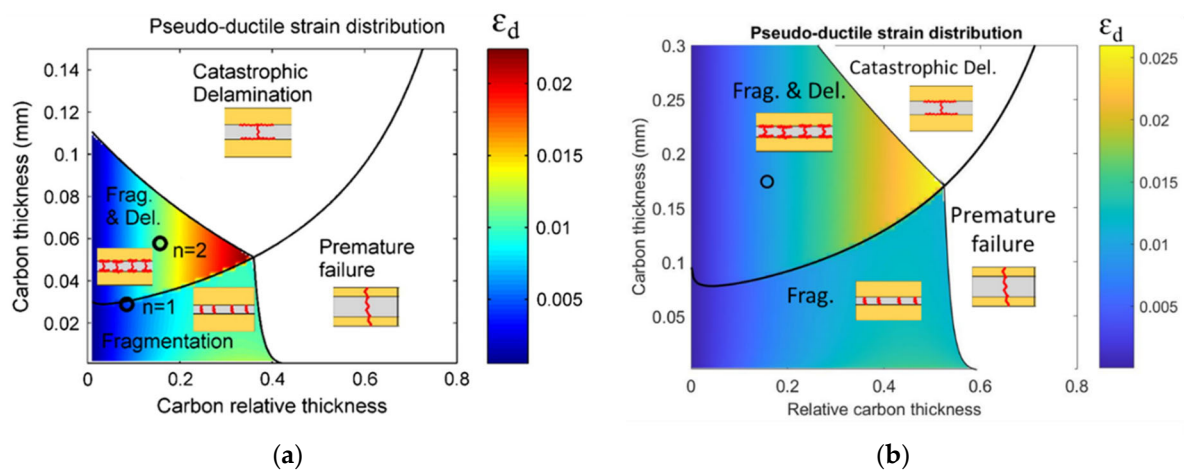 Pseudo-ductile strain distribution
εd
0.14
0.12
0.1
0.08
0.06
0.04
0.02
Carbon thickness (mm)
Catastrophic
Delamination
Frag.
& Del.
n=2
n=1
Fragmentation
Premature
failure
0
0.2
0.4
0.6
0.8
Carbon relative thickness
0.02
0.015
0.01
0.005
(a)
Pseudo-ductile strain distribution
εd
0.3
0.25
0.2
0.15
0.1
0.05
Carbon thickness (mm)
Frag. & Del.
Catastrophic Del.
Premature
failure
Frag.
0
0.2
0.4
0.6
0.8
Relative carbon thickness
0.025
0.02
0.015
0.01
0.005
(b)